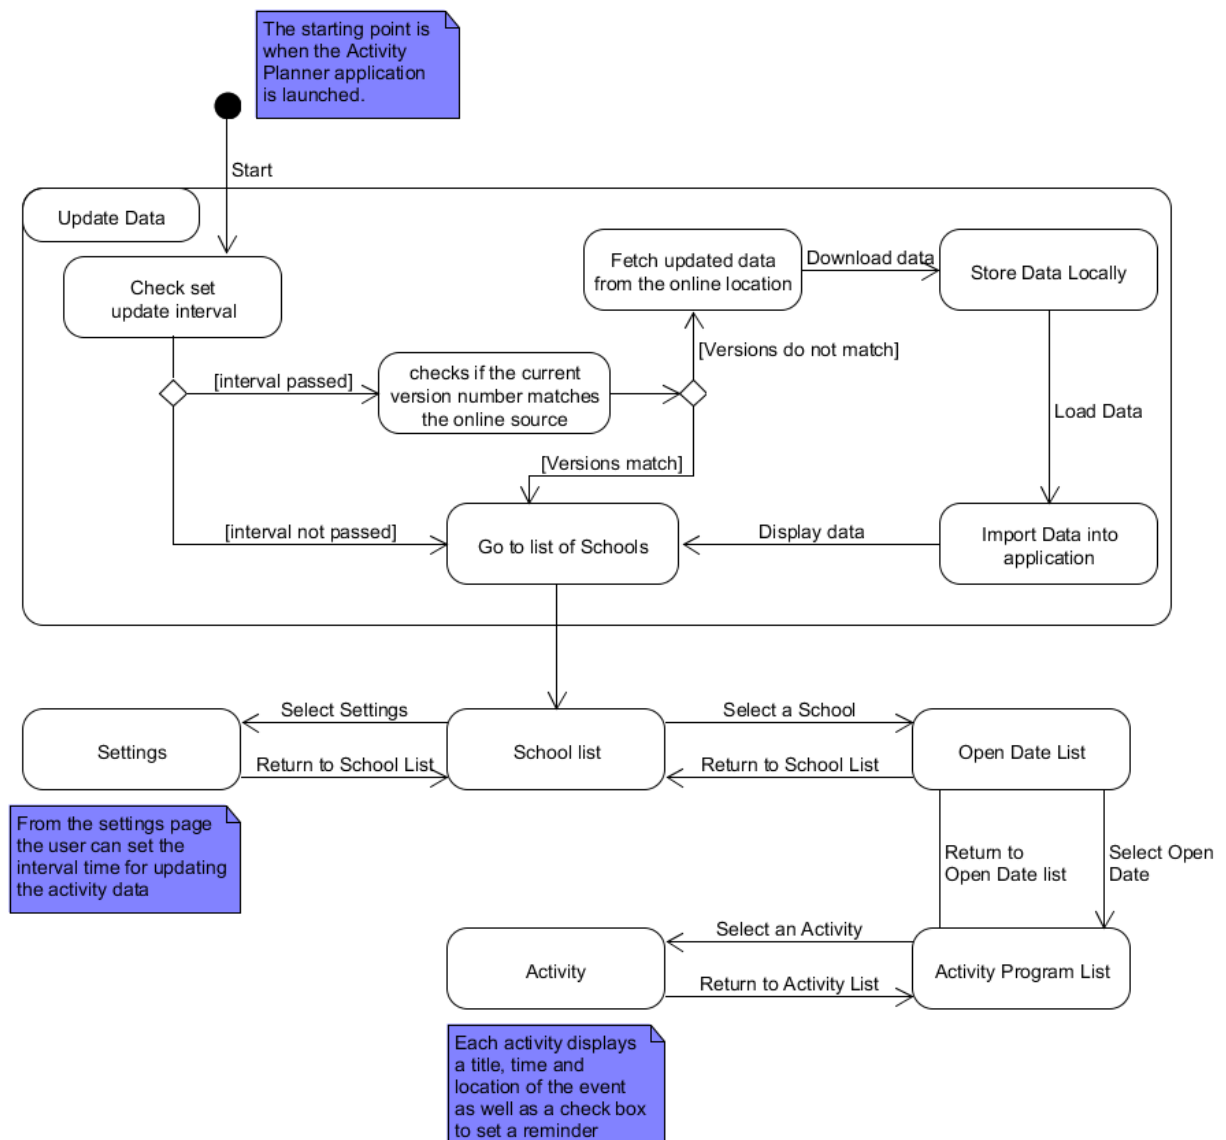 The starting point is
when the Activity
Planner application
is launched.
Start
Update Data
Check set
update interval
Fetch updated data
from the online location
Download data
Store Data Locally
[Versions do not match]
[interval passed]
checks if the current
version number matches
the online source
Load Data
[Versions match]
[interval not passed]
Go to list of Schools
Display data
Import Data into
application
Select Settings
Select a School
Settings
School list
Open Date List
Return to School List
Return to School List
From the settings page
the user can set the
interval time for updating
the activity data
Return to
Open Date list
Select Open
Date
Select an Activity
Activity
Activity Program List
Return to Activity List
Each activity displays
a title, time and
location of the event
as well as a check box
to set a reminder